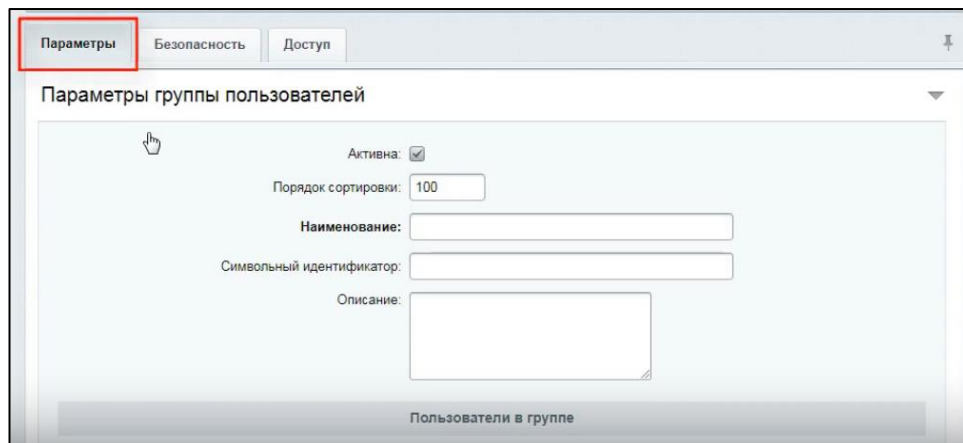 Параметры Безопасность Доступ
Параметры группы пользователей
Активна:
Порядок сортировки: 100
Наименование:
Символьный идентификатор:
Описание:
Пользователи в группе